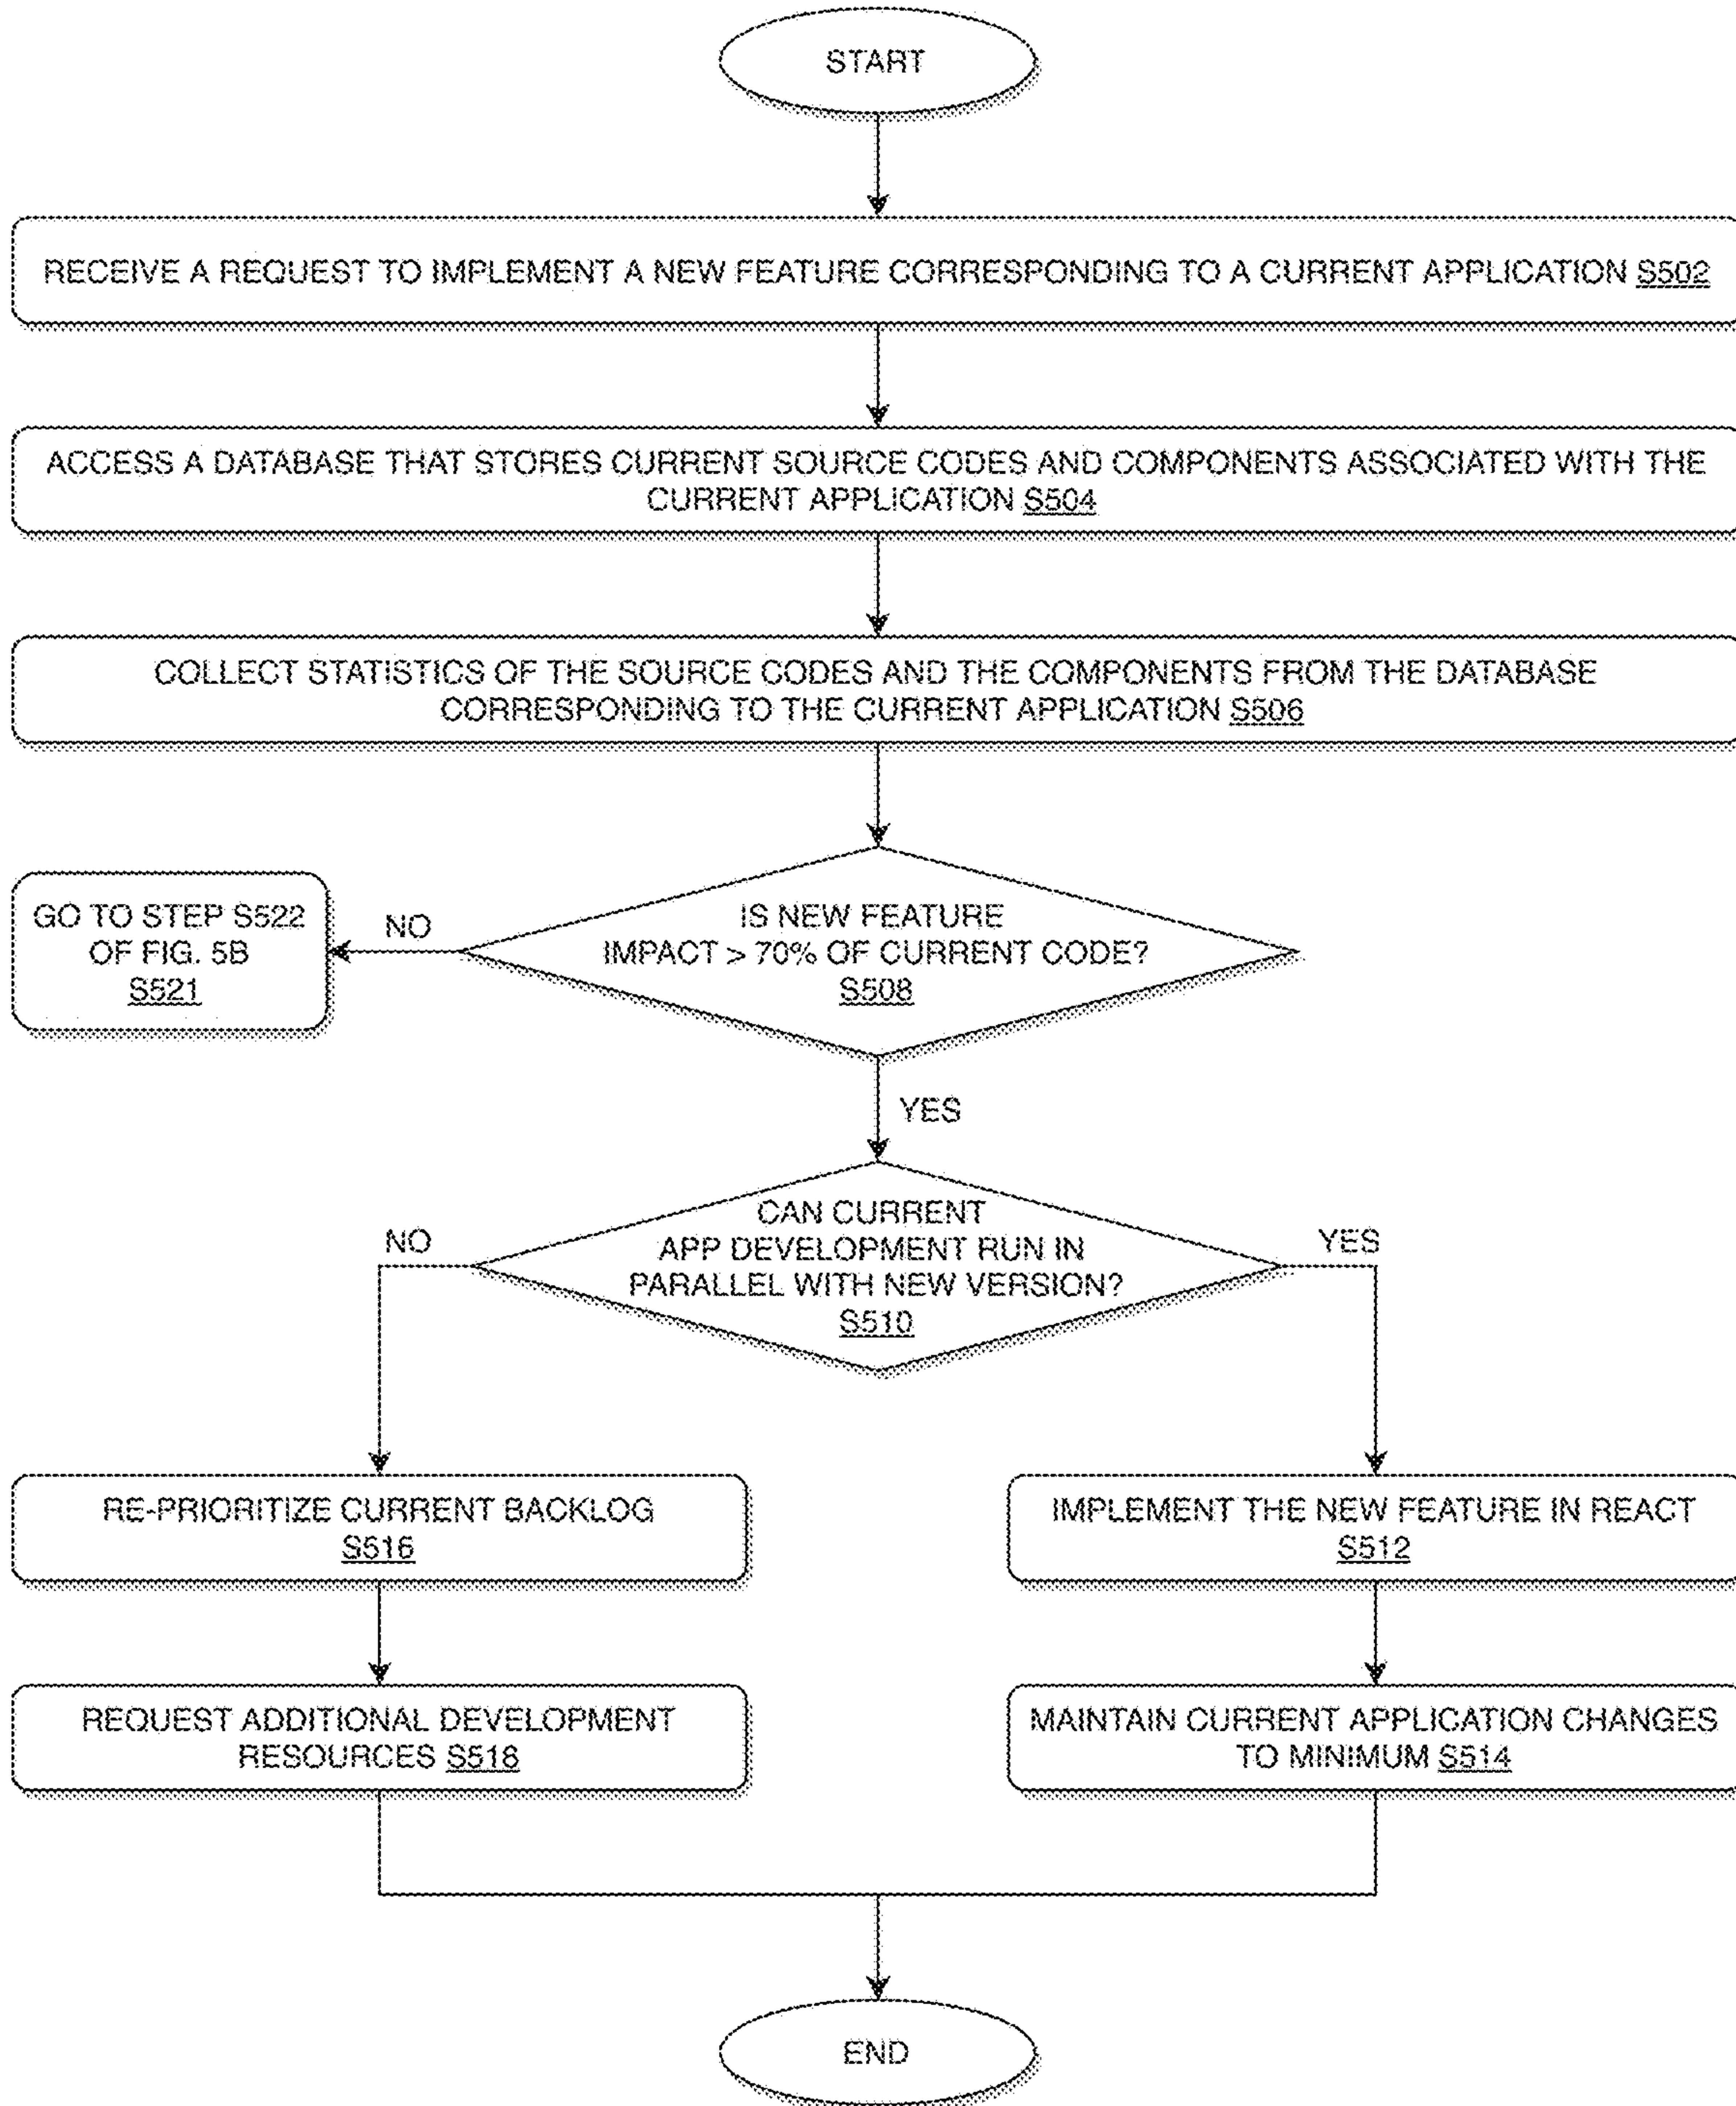 START
RECEIVE A REQUEST TO IMPLEMENT A NEW FEATURE CORRESPONDING TO A CURRENT APPLICATION S502
ACCESS A DATABASE THAT STORES CURRENT SOURCE CODES AND COMPONENTS ASSOCIATED WITH THE
CURRENT APPLICATION S504
COLLECT STATISTICS OF THE SOURCE CODES AND THE COMPONENTS FROM THE DATABASE
CORRESPONDING TO THE CURRENT APPLICATION S506
IS NEW FEATURE
IMPACT > 70% OF CURRENT CODE?
S508
NO
GO TO STEP S522
OF FIG. 5B
S521
YES
CAN CURRENT
APP DEVELOPMENT RUN IN
PARALLEL WITH NEW VERSION?
S510
NO
YES
RE-PRIORITIZE CURRENT BACKLOG
S516
IMPLEMENT THE NEW FEATURE IN REACT
S512
REQUEST ADDITIONAL DEVELOPMENT
RESOURCES S518
MAINTAIN CURRENT APPLICATION CHANGES
TO MINIMUM S514
END